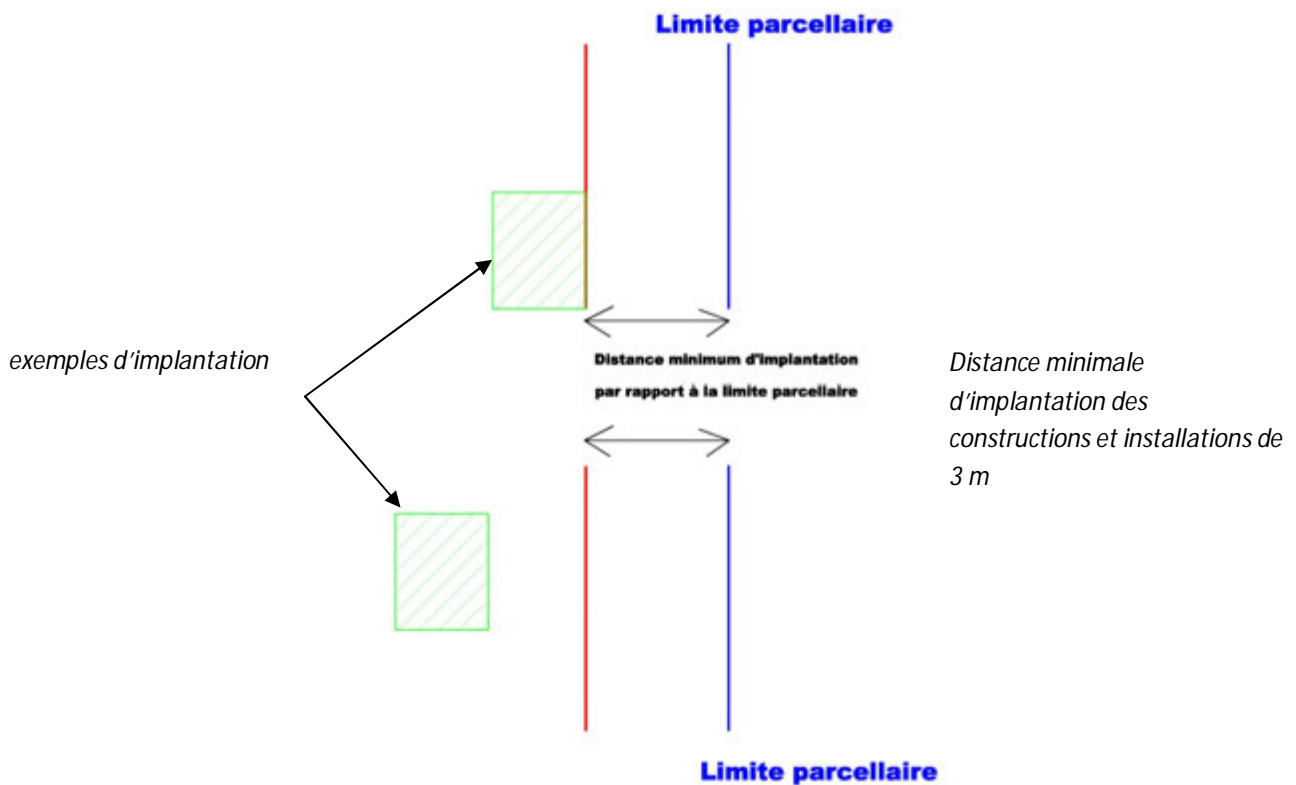 Limite parcellaire
exemples d'implantation
Distance minimum d'implantation
par rapport à la limite parcellaire
Distance minimale
d'implantation des
constructions et installations de
3 m
Limite parcellaire